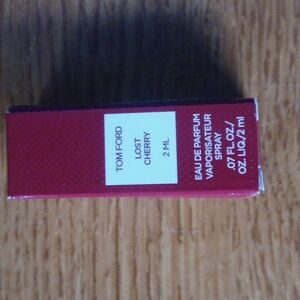 TOM FORD
LOST
CHERRY
2 ML
EAU DE PARFUM
VAPORISATEUR
SPRAY
.07 FL.OZ./
OZ. LIQ./2 ml